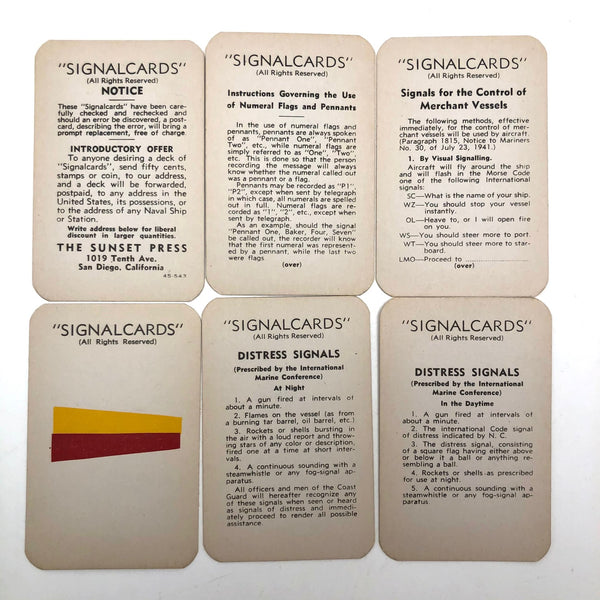 "SIGNALCARDS"
(All Rights Reserved)
NOTICE
These "Signalcards" have been care-
fully checked and rechecked and
should an error be discovered, a post-
card, describing the error, will bring a
prompt replacement, free of charge.
INTRODUCTORY OFFER
To anyone desiring a deck of
"Signalcards", send fifty cents,
stamps or coin, to our address
and a deck will be forwarded,
postpaid, to any address in the
United States, its possessions, or
to the address of any Naval Ship
or Station.
Write address below for liberal
discount in larger quantities.
THE SUNSET PRESS
1019 Tenth Ave.
San Diego, California
45-543
"SIGNALCARDS"
(All Rights Reserved)
Instructions Governing the Use
of Numeral Flags and Pennants
In the use of numeral flags and
pennants, pennants are always spoken
of as "Pennant One", "Pennant
Two", etc., while numeral flags are
simply referred to as "One", "Two",
etc. This is done so that the person
recording the message will know
whether the numeral called out
was a pennant or a flag.
Pennants may be recorded as "P1",
"P2", except when sent by telegraph
in which case, all numerals are spelled
out in full. Numeral Flags are re-
corded as "1", "2", etc., except when
sent by telegraph.
As an example, should the signal
"Pennant One, Baker, Four, Seven"
be called out, the recorder will know
that the first numeral was represent-
ed by a pennant, while the last two
were flags.
(over)
"SIGNALCARDS"
(All Rights Reserved)
Signals for the Control of
Merchant Vessels
The following methods, effective
immediately, for the control of mer-
chant vessels will be used by aircraft.
(Paragraph 1815, Notice to Mariners
No. 30, of July 23, 1941.)
1. By Visual Signalling.
Aircraft will fly around the ship
and will flash in the Morse Code
one of the following International
signals:
SC—What is the name of your ship.
WZ—You should stop your vessel
instantly.
OL—Heave to, or I will open fire
on you.
WS—You should steer more to port.
WT—You should steer more to star-
board.
LMO—Proceed to ....................
(over)
"SIGNALCARDS"
(All Rights Reserved)
"SIGNALCARDS"
(All Rights Reserved)
DISTRESS SIGNALS
(Prescribed by the International
Marine Conference)
At Night
1. A gun fired at intervals of
about a minute.
2. Flames on the vessel (as from
a burning tar barrel, oil barrel, etc.)
3. Rockets or shells bursting in
the air with a loud report and throw-
ing stars of any color or description,
fired one at a time at short inter-
vals.
4. A continuous sounding with a
steamwhistle or any fog-signal appa-
ratus.
All officers and men of the Coast
Guard will hereafter recognize any
of these signals when seen or heard
as signals of distress and immedi-
ately proceed to render all possible
assistance.
"SIGNALCARDS"
(All Rights Reserved)
DISTRESS SIGNALS
(Prescribed by the International
Marine Conference)
In the Daytime
1. A gun fired at intervals of
about a minute.
2. The international Code signal
of distress indicated by N. C.
3. The distress signal, consisting
of a square flag having either above
or below it a ball or anything re-
sembling a ball.
4. Rockets or shells as prescribed
for use at night.
5. A continuous sounding with a
steamwhistle or any fog-signal ap-
paratus.